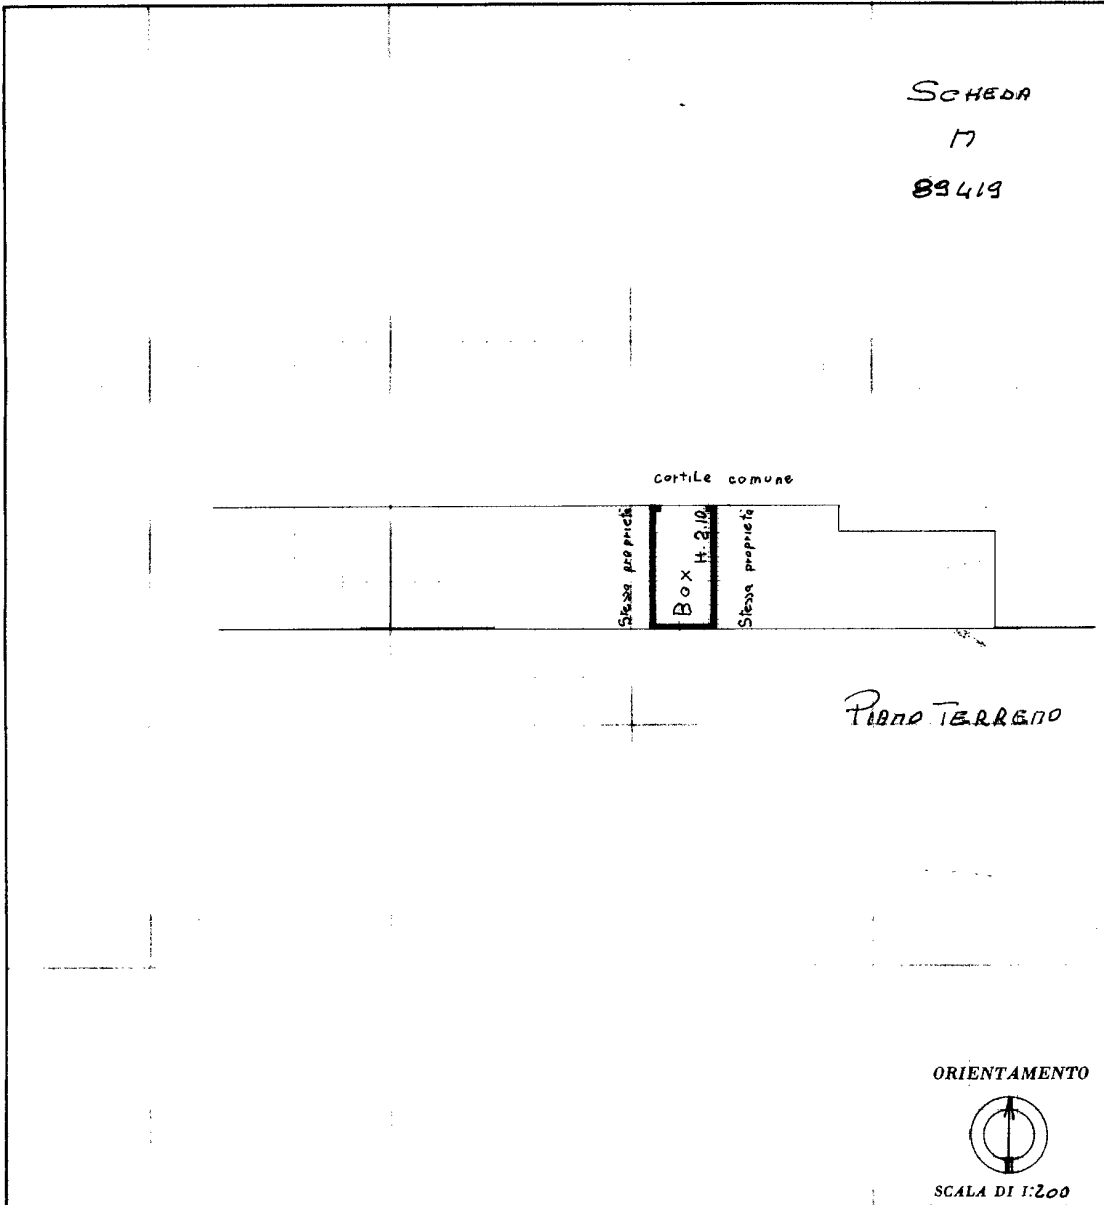 SCHEDA
N
89419
cortile comune
Stessa proprietà
Box
H. 2.10
Stessa proprietà
PIANO TERRENO
ORIENTAMENTO
SCALA DI 1:200